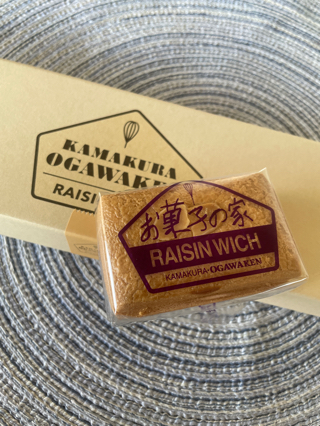 KAMAKURA
OGAWAKEN
RAISIN
お菓子の家
RAISIN WICH
KAMAKURA・OGAWAKEN